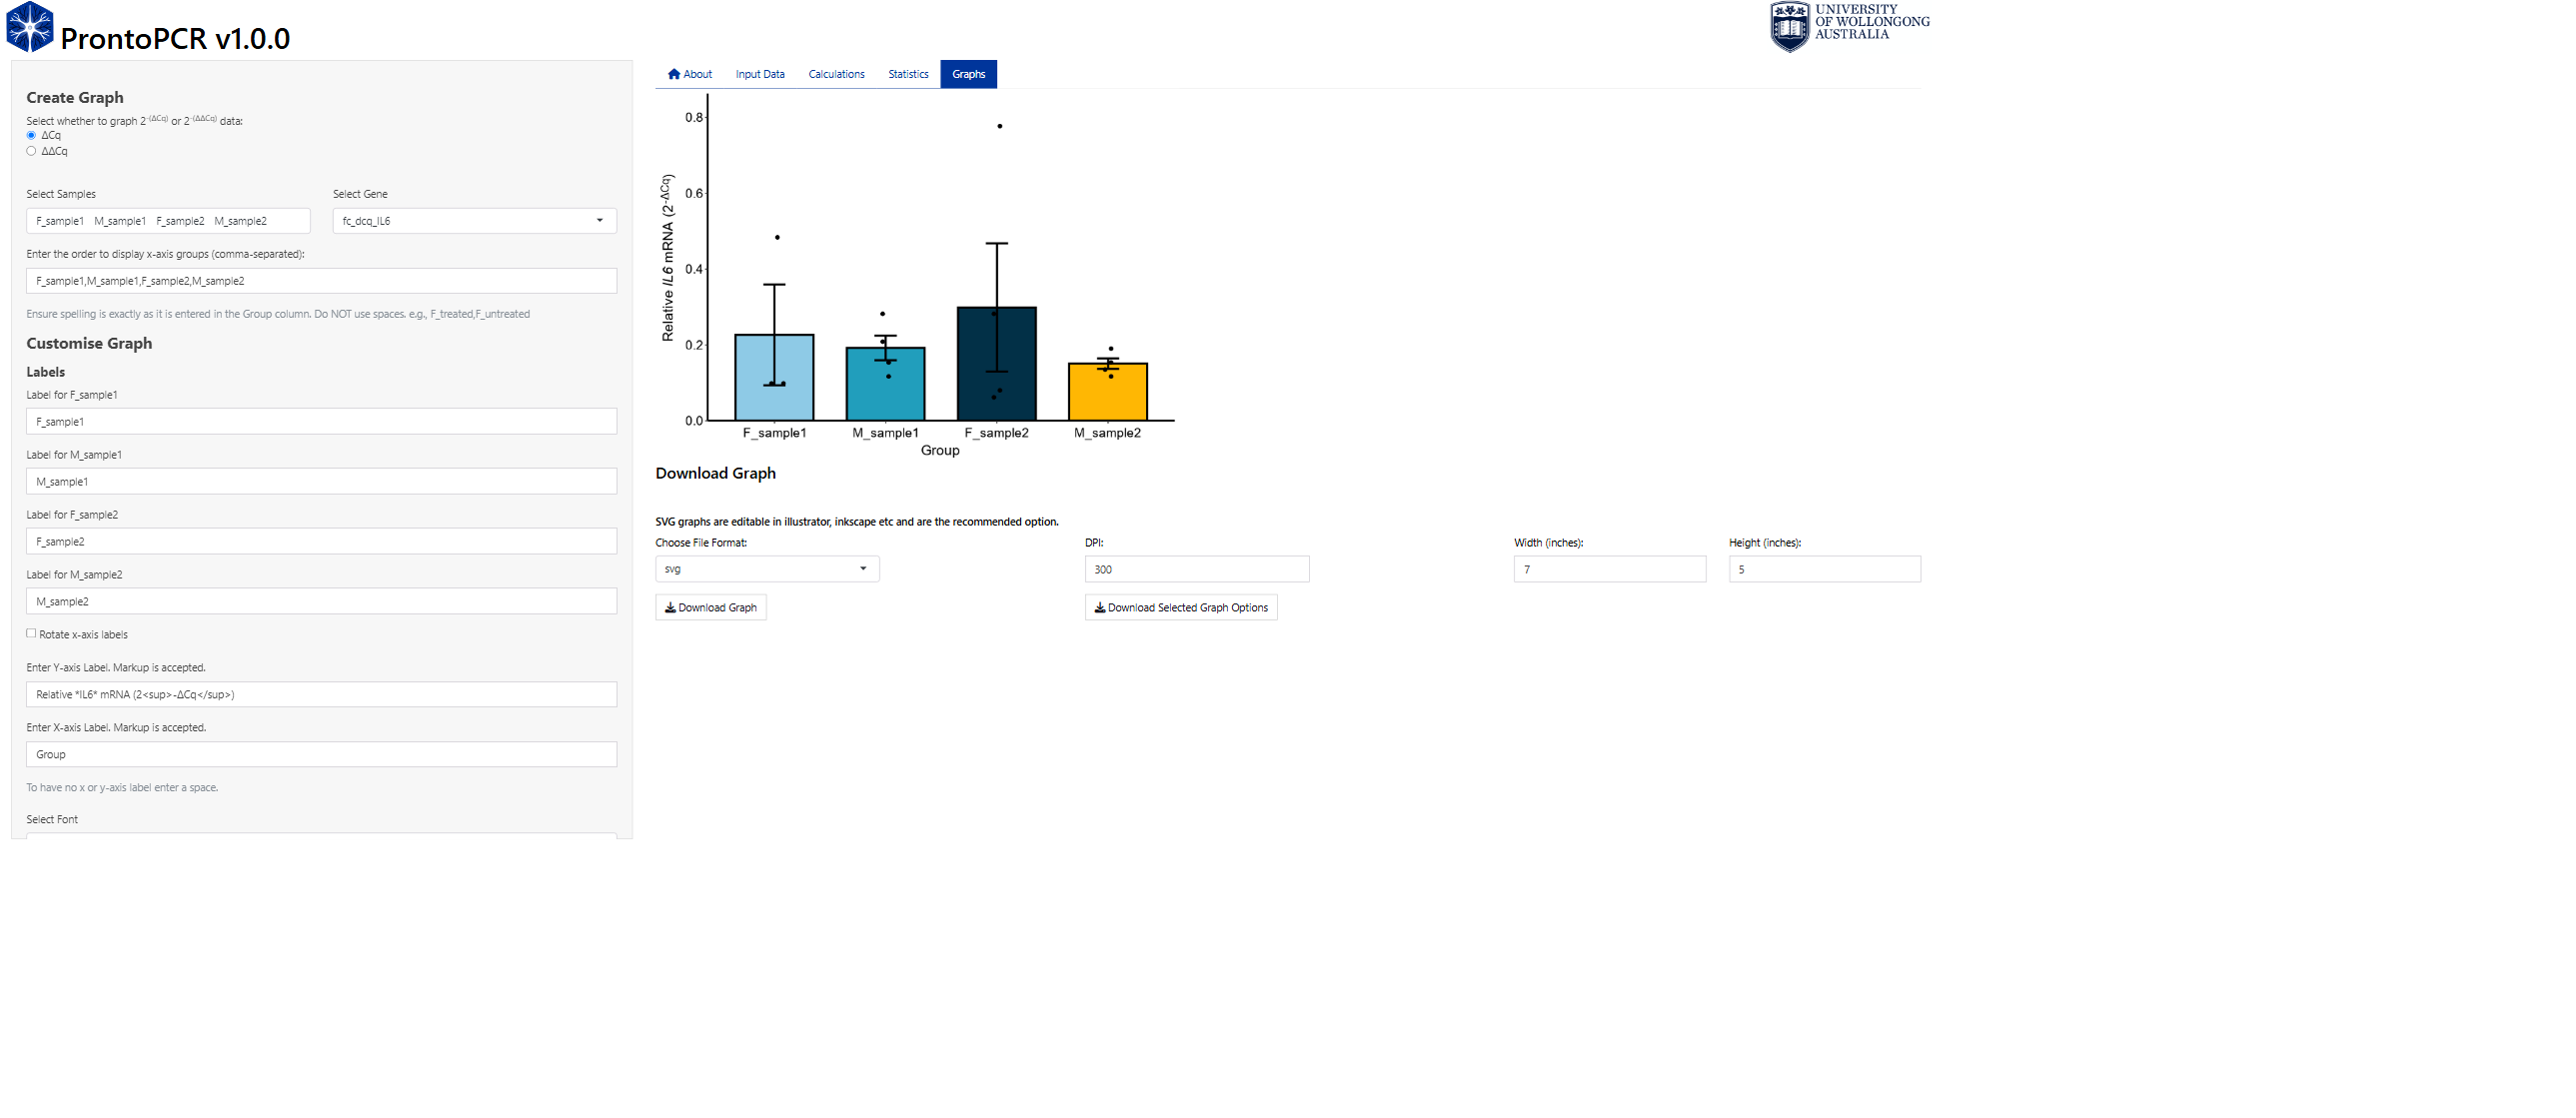 ProntoPCR v1.0.0
UNIVERSITY
OF WOLLONGONG
AUSTRALIA
Create Graph
Select whether to graph 2-(ΔCq) or 2-(ΔΔCq) data:
ΔCq
ΔΔCq
Select Samples
Select Gene
F_sample1 M_sample1 F_sample2 M_sample2
fc_dcq_IL6
Enter the order to display x-axis groups (comma-separated):
F_sample1,M_sample1,F_sample2,M_sample2
Ensure spelling is exactly as it is entered in the Group column. Do NOT use spaces. e.g., F_treated,F_untreated
Customise Graph
Labels
Label for F_sample1
F_sample1
Label for M_sample1
M_sample1
Label for F_sample2
F_sample2
Label for M_sample2
M_sample2
Rotate x-axis labels
Enter Y-axis Label. Markup is accepted.
Relative *IL6* mRNA (2<sup>-ΔCq</sup>)
Enter X-axis Label. Markup is accepted.
Group
To have no x or y-axis label enter a space.
Select Font
About Input Data Calculations Statistics Graphs
Relative IL6 mRNA (2-ΔCq)
0.8
0.6
0.4
0.2
0.0
F_sample1 M_sample1 F_sample2 M_sample2
Group
Download Graph
SVG graphs are editable in illustrator, inkscape etc and are the recommended option.
Choose File Format: DPI: Width (inches): Height (inches):
svg 300 7 5
Download Graph Download Selected Graph Options